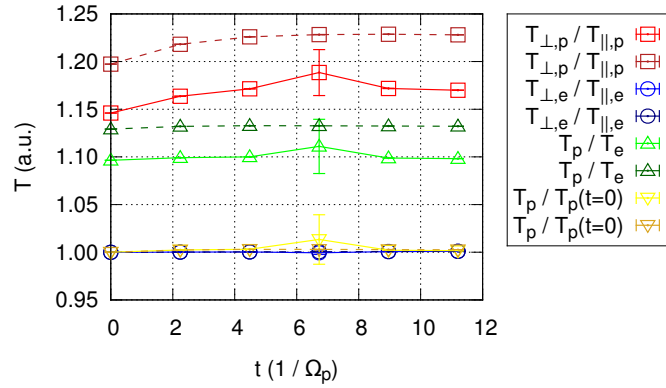 1.25
1.20
1.15
1.10
1.05
1.00
0.95
T (a.u.)
0 2 4 6 8 10 12
t (1 / Ωp)
T⊥,p / T||,p
T⊥,p / T||,p
T⊥,e / T||,e
T⊥,e / T||,e
Tp / Te
Tp / Te
Tp / Tp(t=0)
Tp / Tp(t=0)